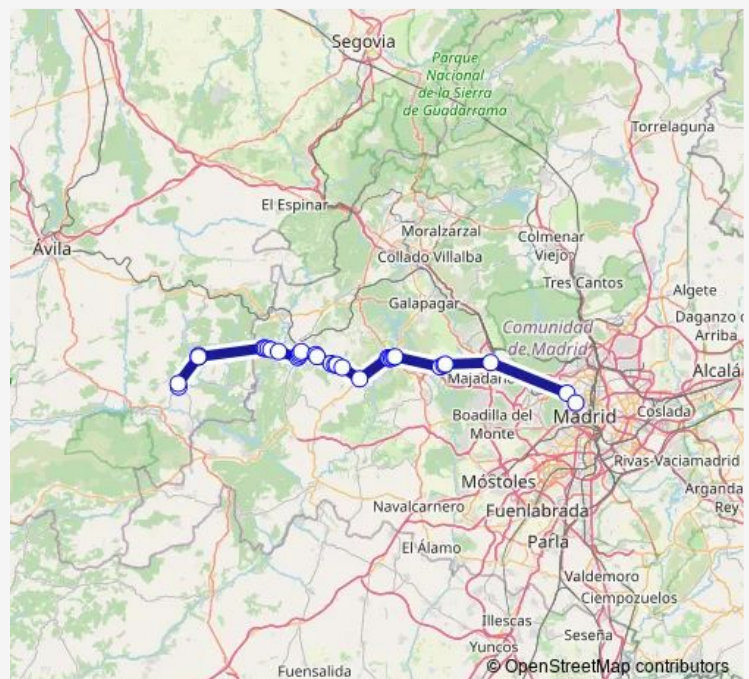 Segovia
Parque
Nacional
de la Sierra
de Guadarrama
Torrelaguna
El Espinar
Ávila
Moralzarzal
Colmenar
Viejo
Collado Villalba
Tres Cantos
Algete
Galapagar
Daganzo d
Arriba
Comunidad
de Madrid
Alcalá
Majadaho
Boadilla del
Monte
Madrid
Coslada
Rivas-Vaciamadrid
Móstoles
Arganda
Rey
Navalcarnero
Fuenlabrada
El Álamo
Parla
Valdemoro
Ciempozuelos
Illescas
Seseña
Yuncos
Fuensalida
© OpenStreetMap contributors